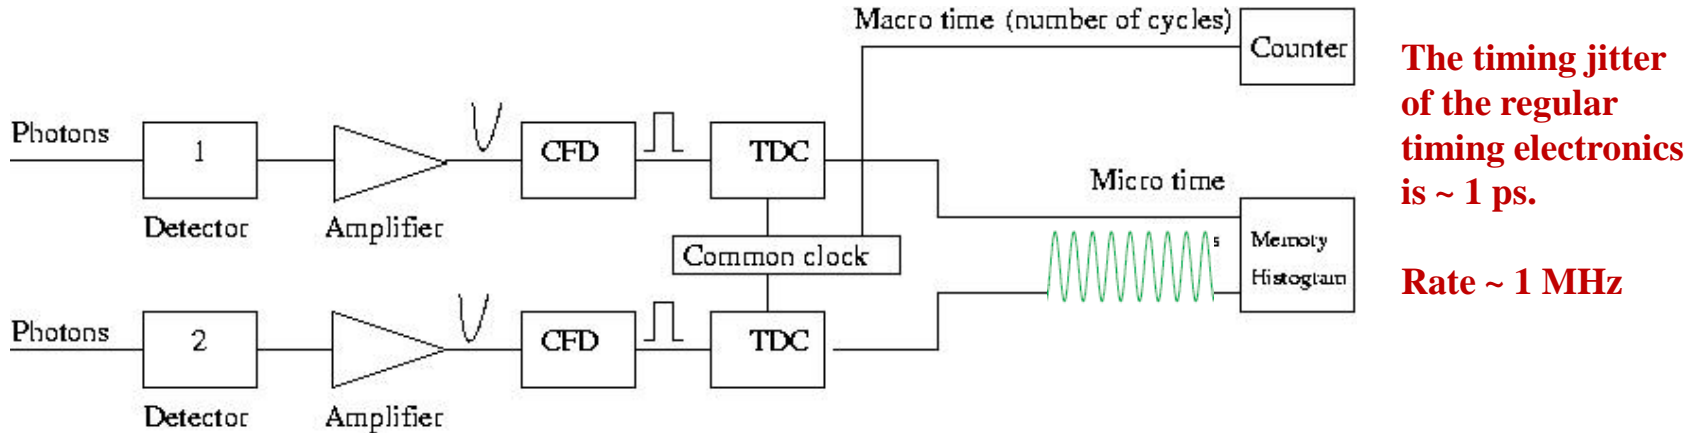 Macro time (number of cycles)
Counter
Photons
1
CFD
TDC
Detector
Amplifier
Micro time
Common clock
s
Memory
Histogram
Photons
2
CFD
TDC
Detector
Amplifier
The timing jitter
of the regular
timing electronics
is ~ 1 ps.
Rate ~ 1 MHz